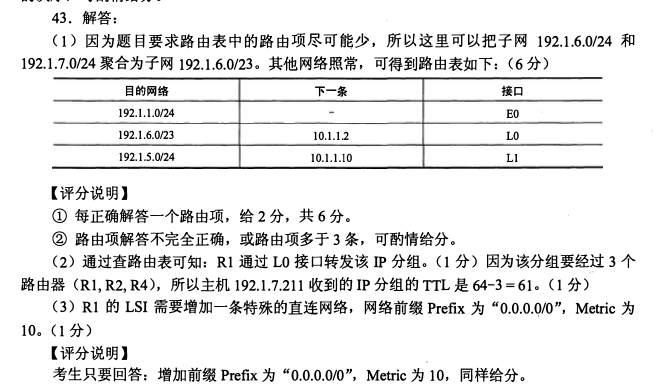 43．解答：
（1）因为题目要求路由表中的路由项尽可能少，所以这里可以把子网 192.1.6.0/24 和
192.1.7.0/24 聚合为子网 192.1.6.0/23。其他网络照常，可得到路由表如下：（6 分）
目的网络 下一条 接口
192.1.1.0/24 - E0
192.1.6.0/23 10.1.1.2 L0
192.1.5.0/24 10.1.1.10 L1
【评分说明】
① 每正确解答一个路由项，给 2 分，共 6 分。
② 路由项解答不完全正确，或路由项多于 3 条，可酌情给分。
（2）通过查路由表可知：R1 通过 L0 接口转发该 IP 分组。（1 分）因为该分组要经过 3 个
路由器（R1, R2, R4），所以主机 192.1.7.211 收到的 IP 分组的 TTL 是 64−3 = 61。（1 分）
（3）R1 的 LSI 需要增加一条特殊的直连网络，网络前缀 Prefix 为“0.0.0.0/0”，Metric 为
10。（1 分）
【评分说明】
考生只要回答：增加前缀 Prefix 为“0.0.0.0/0”，Metric 为 10，同样给分。